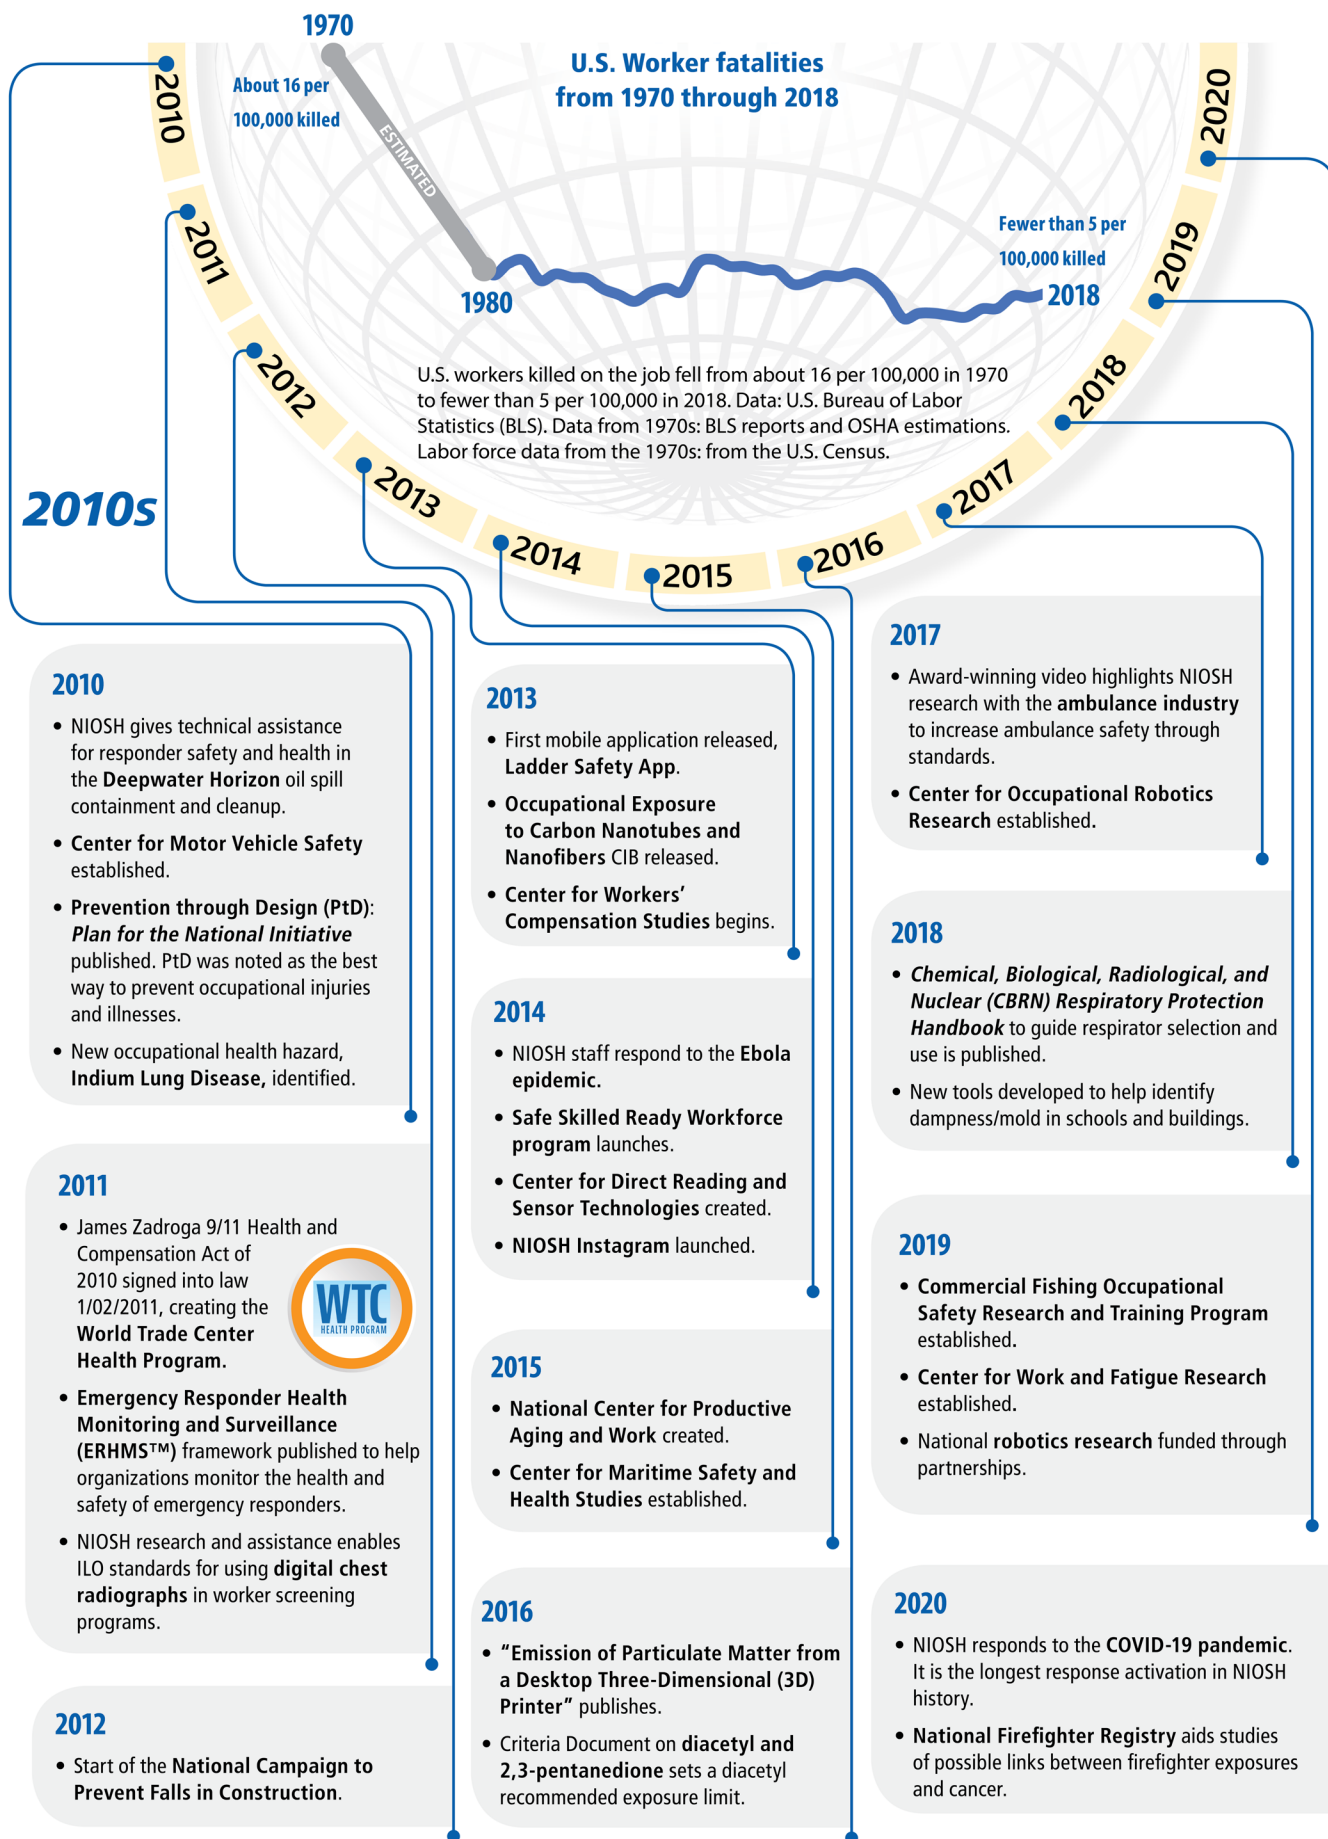 1970
U.S. Worker fatalities
from 1970 through 2018
About 16 per
100,000 killed
ESTIMATED
1980
Fewer than 5 per
100,000 killed
2018
U.S. workers killed on the job fell from about 16 per 100,000 in 1970
to fewer than 5 per 100,000 in 2018. Data: U.S. Bureau of Labor
Statistics (BLS). Data from 1970s: BLS reports and OSHA estimations.
Labor force data from the 1970s: from the U.S. Census.
2010
2011
2012
2013
2014
2015
2016
2017
2018
2019
2020
2010s
2010
• NIOSH gives technical assistance
for responder safety and health in
the Deepwater Horizon oil spill
containment and cleanup.
• Center for Motor Vehicle Safety
established.
• Prevention through Design (PtD):
Plan for the National Initiative
published. PtD was noted as the best
way to prevent occupational injuries
and illnesses.
• New occupational health hazard,
Indium Lung Disease, identified.
2011
• James Zadroga 9/11 Health and
Compensation Act of
2010 signed into law
1/02/2011, creating the
World Trade Center
Health Program.
WTC
HEALTH PROGRAM
• Emergency Responder Health
Monitoring and Surveillance
(ERHMS™) framework published to help
organizations monitor the health and
safety of emergency responders.
• NIOSH research and assistance enables
ILO standards for using digital chest
radiographs in worker screening
programs.
2012
• Start of the National Campaign to
Prevent Falls in Construction.
2013
• First mobile application released,
Ladder Safety App.
• Occupational Exposure
to Carbon Nanotubes and
Nanofibers CIB released.
• Center for Workers’
Compensation Studies begins.
2014
• NIOSH staff respond to the Ebola
epidemic.
• Safe Skilled Ready Workforce
program launches.
• Center for Direct Reading and
Sensor Technologies created.
• NIOSH Instagram launched.
2015
• National Center for Productive
Aging and Work created.
• Center for Maritime Safety and
Health Studies established.
2016
• “Emission of Particulate Matter from
a Desktop Three-Dimensional (3D)
Printer” publishes.
• Criteria Document on diacetyl and
2,3-pentanedione sets a diacetyl
recommended exposure limit.
2017
• Award-winning video highlights NIOSH
research with the ambulance industry
to increase ambulance safety through
standards.
• Center for Occupational Robotics
Research established.
2018
• Chemical, Biological, Radiological, and
Nuclear (CBRN) Respiratory Protection
Handbook to guide respirator selection and
use is published.
• New tools developed to help identify
dampness/mold in schools and buildings.
2019
• Commercial Fishing Occupational
Safety Research and Training Program
established.
• Center for Work and Fatigue Research
established.
• National robotics research funded through
partnerships.
2020
• NIOSH responds to the COVID-19 pandemic.
It is the longest response activation in NIOSH
history.
• National Firefighter Registry aids studies
of possible links between firefighter exposures
and cancer.